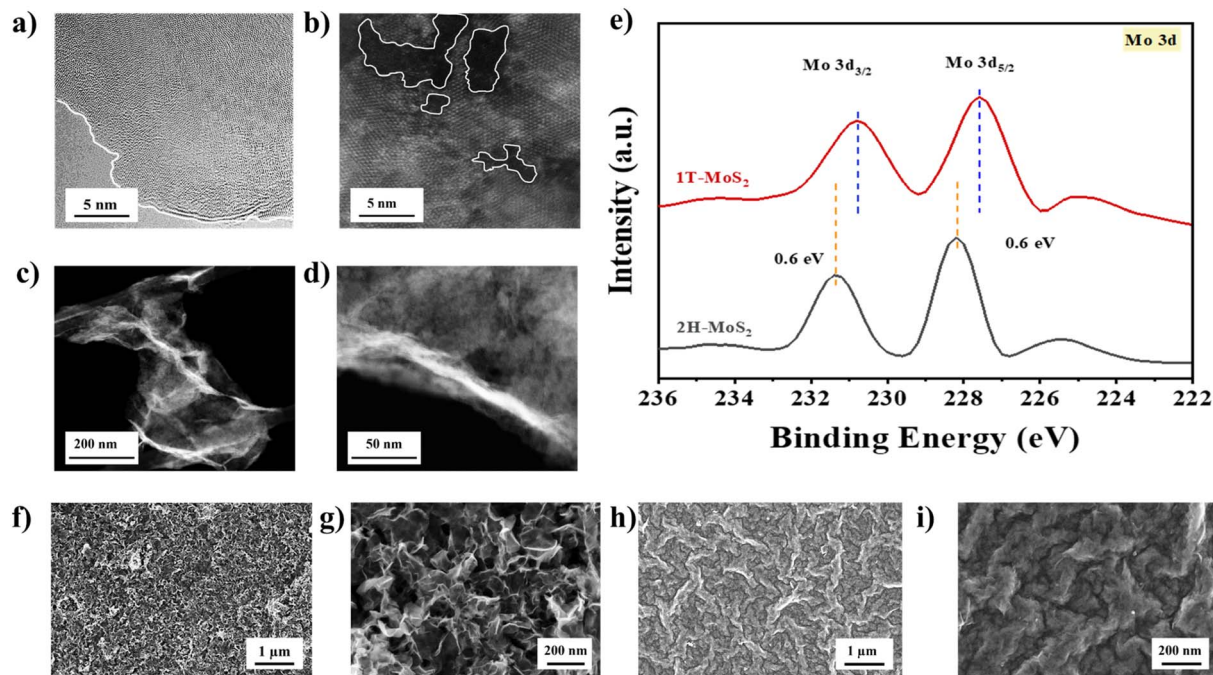 a)
5 nm
b)
5 nm
c)
200 nm
d)
50 nm
e)
Mo 3d
Mo 3d3/2
Mo 3d5/2
1T-MoS2
0.6 eV
0.6 eV
2H-MoS2
Intensity (a.u.)
236 234 232 230 228 226 224 222
Binding Energy (eV)
f)
1 µm
g)
200 nm
h)
1 µm
i)
200 nm